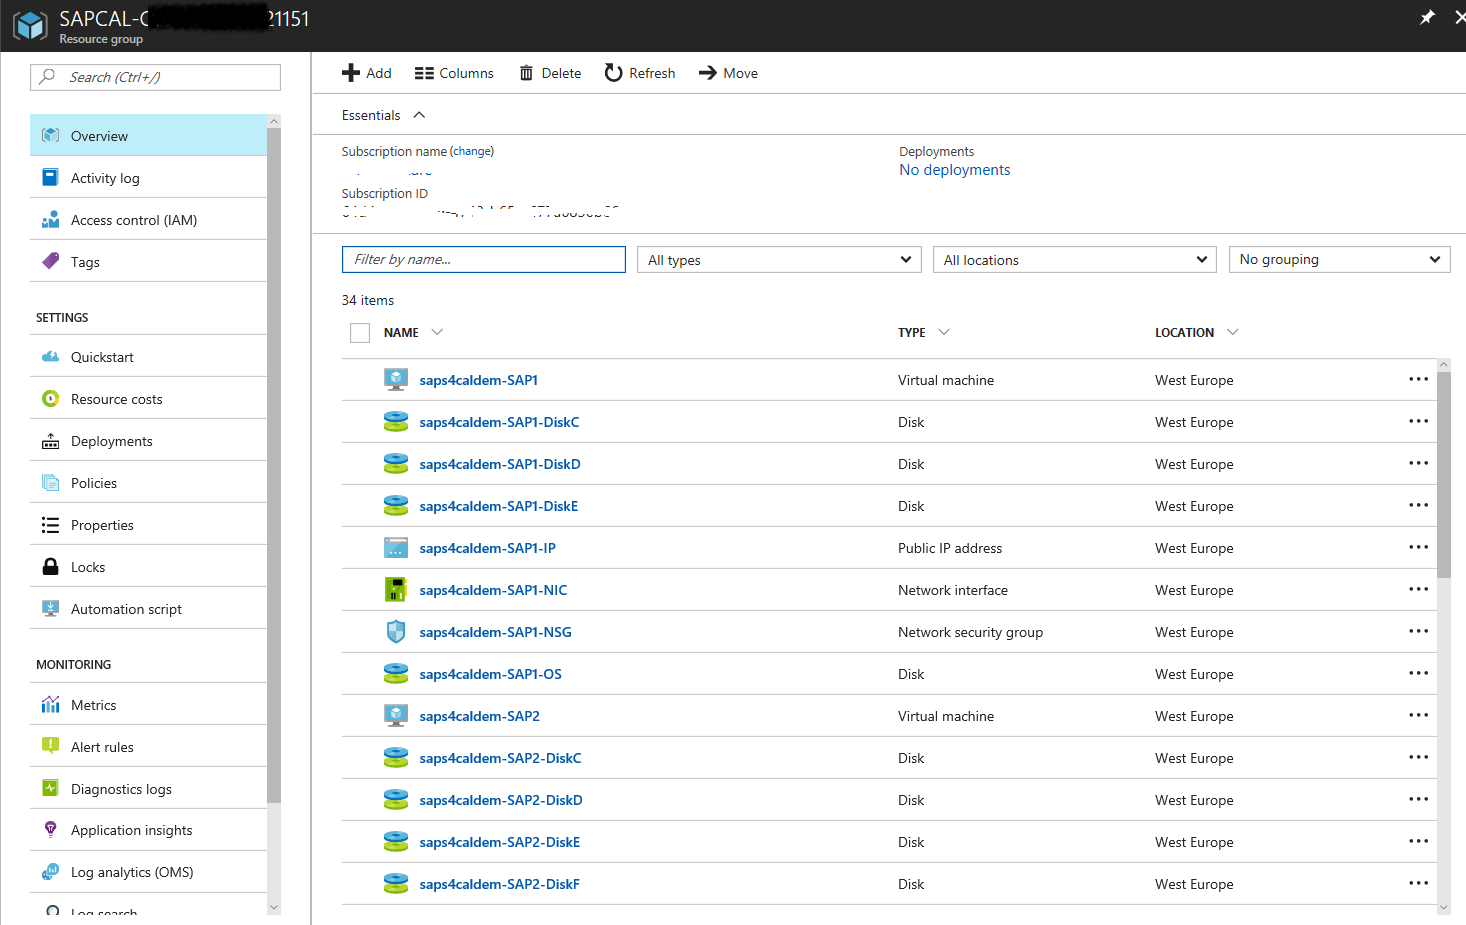 SAPCAL-
21151
Resource group
Search (Ctrl+/)
Overview
Activity log
Access control (IAM)
Tags
SETTINGS
Quickstart
Resource costs
Deployments
Policies
Properties
Locks
Automation script
MONITORING
Metrics
Alert rules
Diagnostics logs
Application insights
Log analytics (OMS)
Log search
Add Columns Delete Refresh Move
Essentials
Subscription name (change)
Deployments
No deployments
Subscription ID
Filter by name... All types All locations No grouping
34 items
NAME TYPE LOCATION
saps4caldem-SAP1 Virtual machine West Europe ...
saps4caldem-SAP1-DiskC Disk West Europe ...
saps4caldem-SAP1-DiskD Disk West Europe ...
saps4caldem-SAP1-DiskE Disk West Europe ...
saps4caldem-SAP1-IP Public IP address West Europe ...
saps4caldem-SAP1-NIC Network interface West Europe ...
saps4caldem-SAP1-NSG Network security group West Europe ...
saps4caldem-SAP1-OS Disk West Europe ...
saps4caldem-SAP2 Virtual machine West Europe ...
saps4caldem-SAP2-DiskC Disk West Europe ...
saps4caldem-SAP2-DiskD Disk West Europe ...
saps4caldem-SAP2-DiskE Disk West Europe ...
saps4caldem-SAP2-DiskF Disk West Europe ...